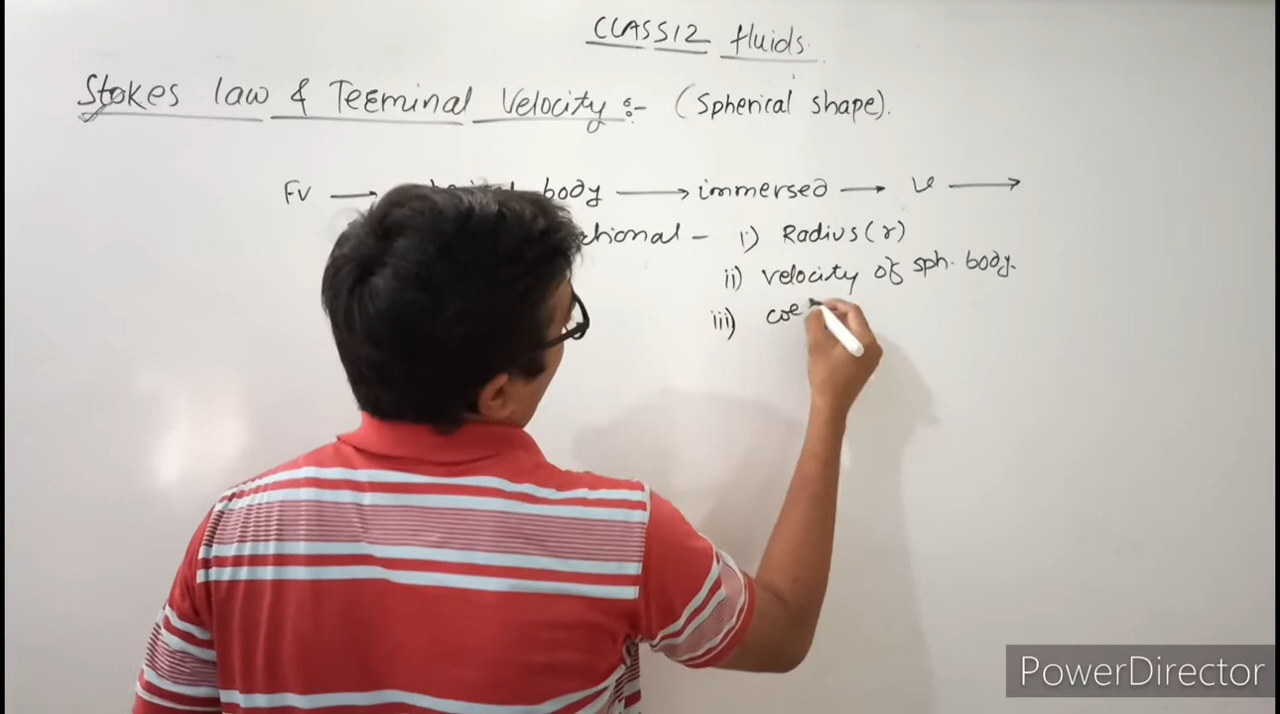 CLASS12 fluids.
Stokes law & Terminal Velocity :- (Spherical shape).
Fv → body → immersed → ve →
i) Radius(r)
ii) velocity of sph. body.
iii) coe
PowerDirector